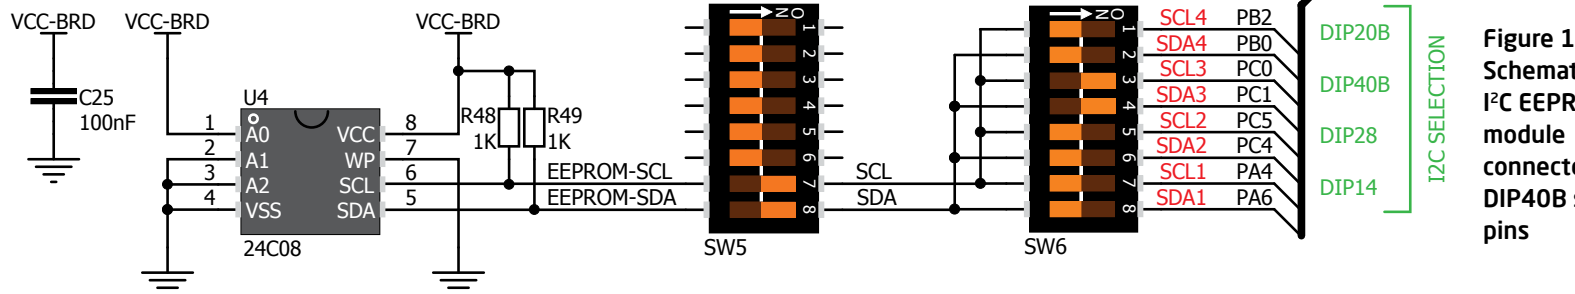 VCC-BRD
C25
100nF
VCC-BRD
U4
24C08
1 A0
2 A1
3 A2
4 VSS
VCC 8
WP 7
SCL 6
SDA 5
VCC-BRD
R48
1K
R49
1K
EEPROM-SCL
EEPROM-SDA
ON
1
2
3
4
5
6
7
8
SW5
SCL
SDA
ON
1
2
3
4
5
6
7
8
SW6
SCL4 PB2
SDA4 PB0
SCL3 PC0
SDA3 PC1
SCL2 PC5
SDA2 PC4
SCL1 PA4
SDA1 PA6
DIP20B
DIP40B
DIP28
DIP14
I2C SELECTION
Figure 1
Schemat
I²C EEPR
module
connect
DIP40B s
pins